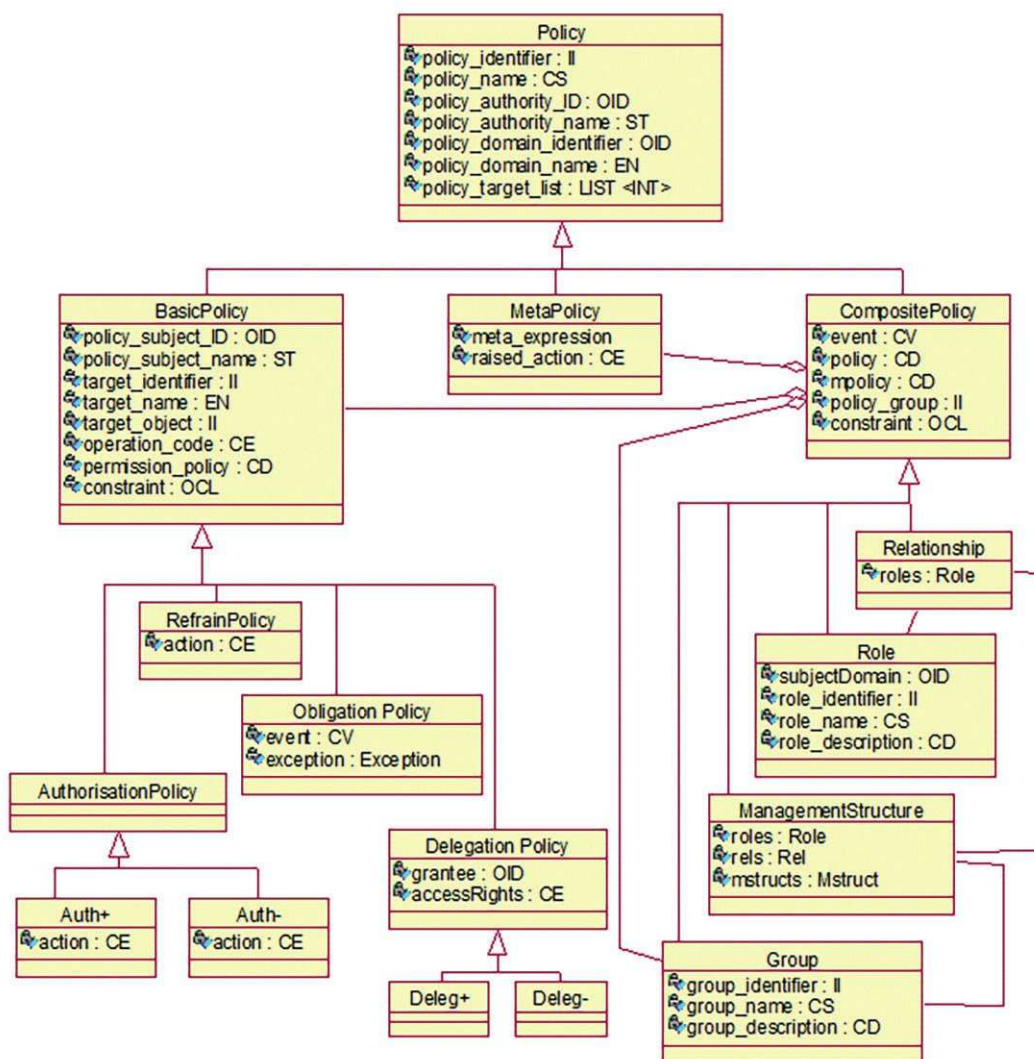 Policy
policy_identifier : II
policy_name : CS
policy_authority_ID : OID
policy_authority_name : ST
policy_domain_identifier : OID
policy_domain_name : EN
policy_target_list : LIST <INT>
BasicPolicy
policy_subject_ID : OID
policy_subject_name : ST
target_identifier : II
target_name : EN
target_object : II
operation_code : CE
permission_policy : CD
constraint : OCL
MetaPolicy
meta_expression
raised_action : CE
CompositePolicy
event : CV
policy : CD
mpolicy : CD
policy_group : II
constraint : OCL
Relationship
roles : Role
RefrainPolicy
action : CE
Role
subjectDomain : OID
role_identifier : II
role_name : CS
role_description : CD
Obligation Policy
event : CV
exception : Exception
AuthorisationPolicy
ManagementStructure
roles : Role
rels : Rel
mstructs : Mstruct
Delegation Policy
grantee : OID
accessRights : CE
Auth+
action : CE
Auth-
action : CE
Group
group_identifier : II
group_name : CS
group_description : CD
Deleg+
Deleg-